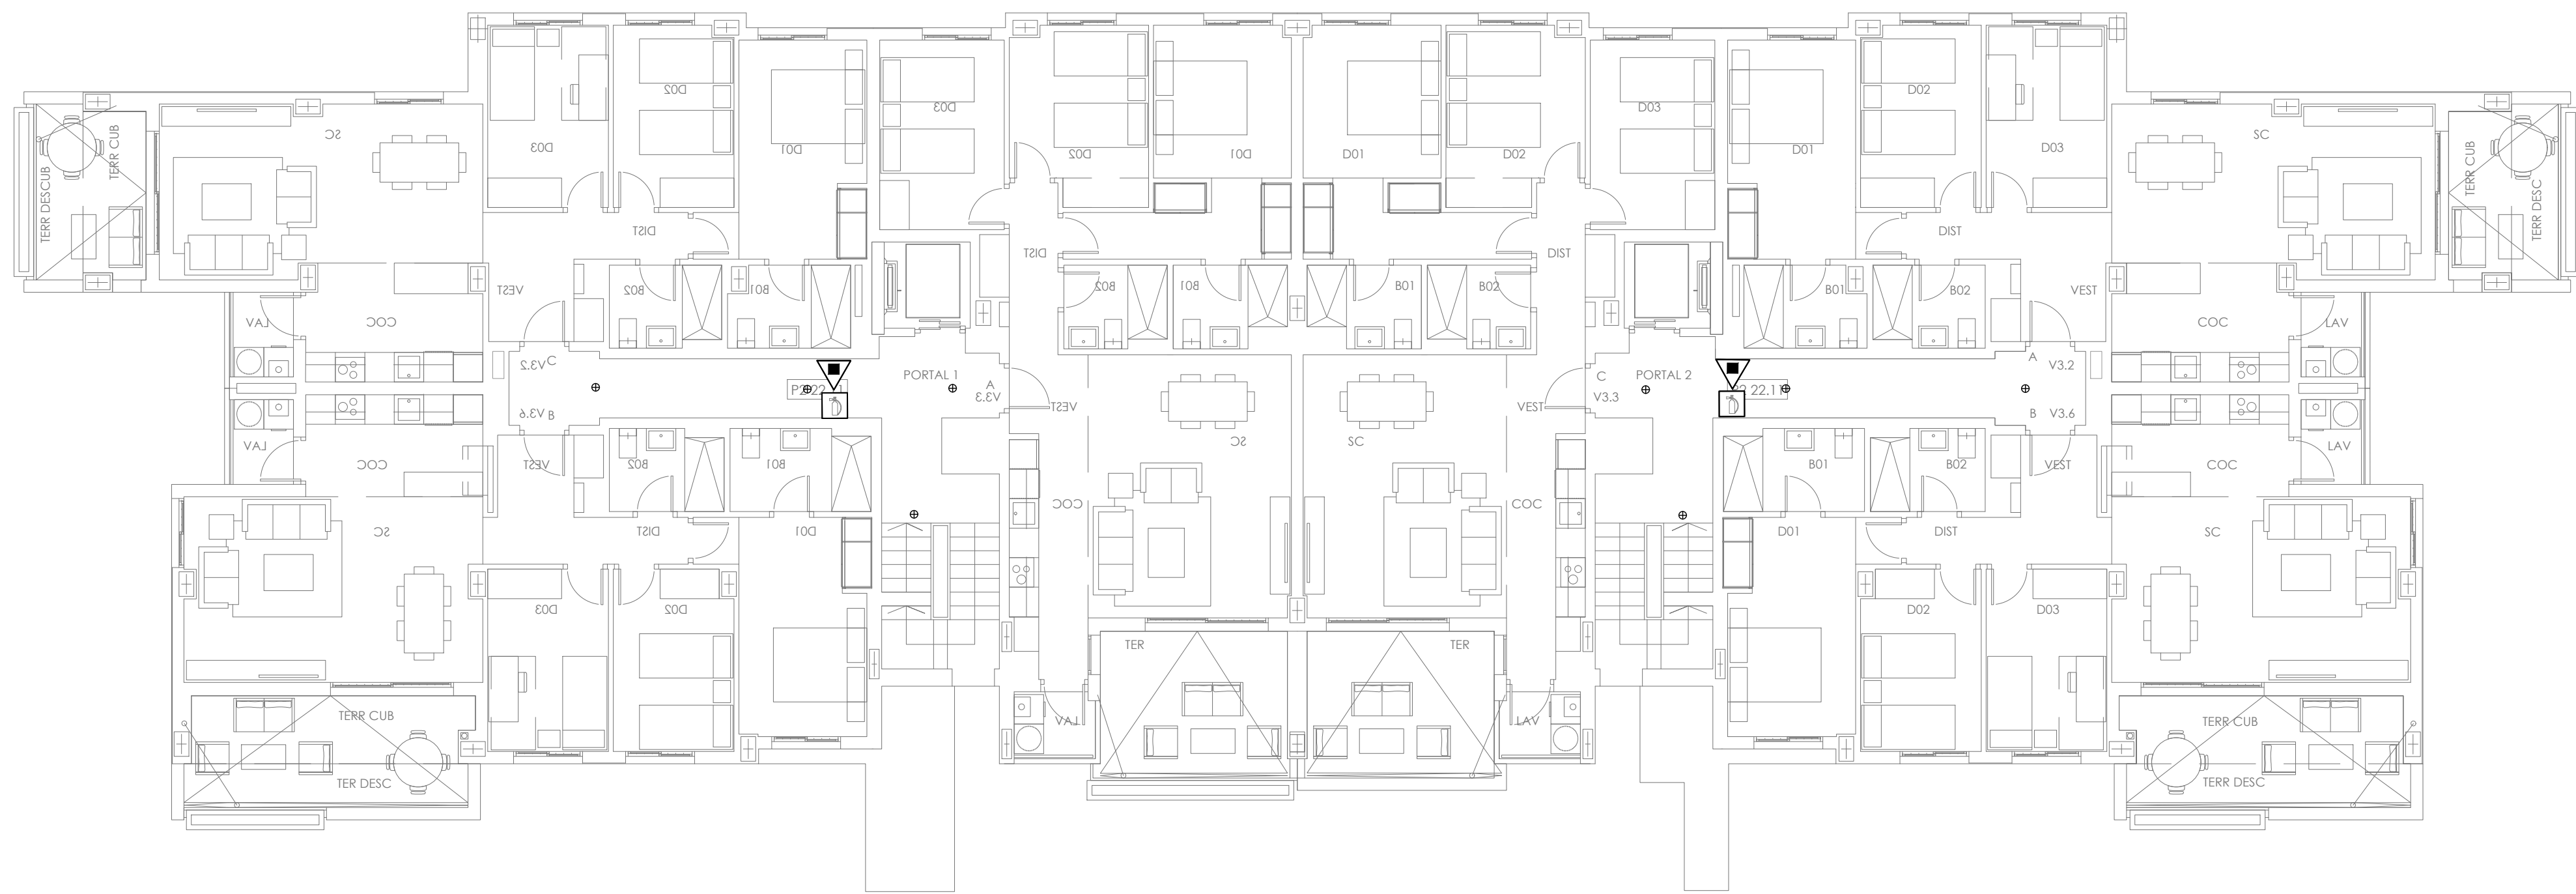 D02
D03
D01
D03
D02
D01
D01
D02
D03
D01
D02
D03
SC
TERR CUB
TERR DESCUB
SC
TERR CUB
TERR DESC
DIST
DIST
DIST
DIST
VEST
B02
B01
B02
B01
B01
B02
B01
B02
VEST
LAV
COC
COC
LAV
V3.2
C
PORTAL 1
A
V3.3
C
V3.3
PORTAL 2
A
V3.2
V3.6
B
B
V3.6
VEST
VEST
LAV
COC
VEST
B02
B01
SC
SC
B01
B02
VEST
COC
LAV
SC
DIST
D01
COC
COC
D01
DIST
SC
D03
D02
D02
D03
TERR CUB
TER
TER
TERR CUB
LAV
LAV
TER DESC
TERR DESC